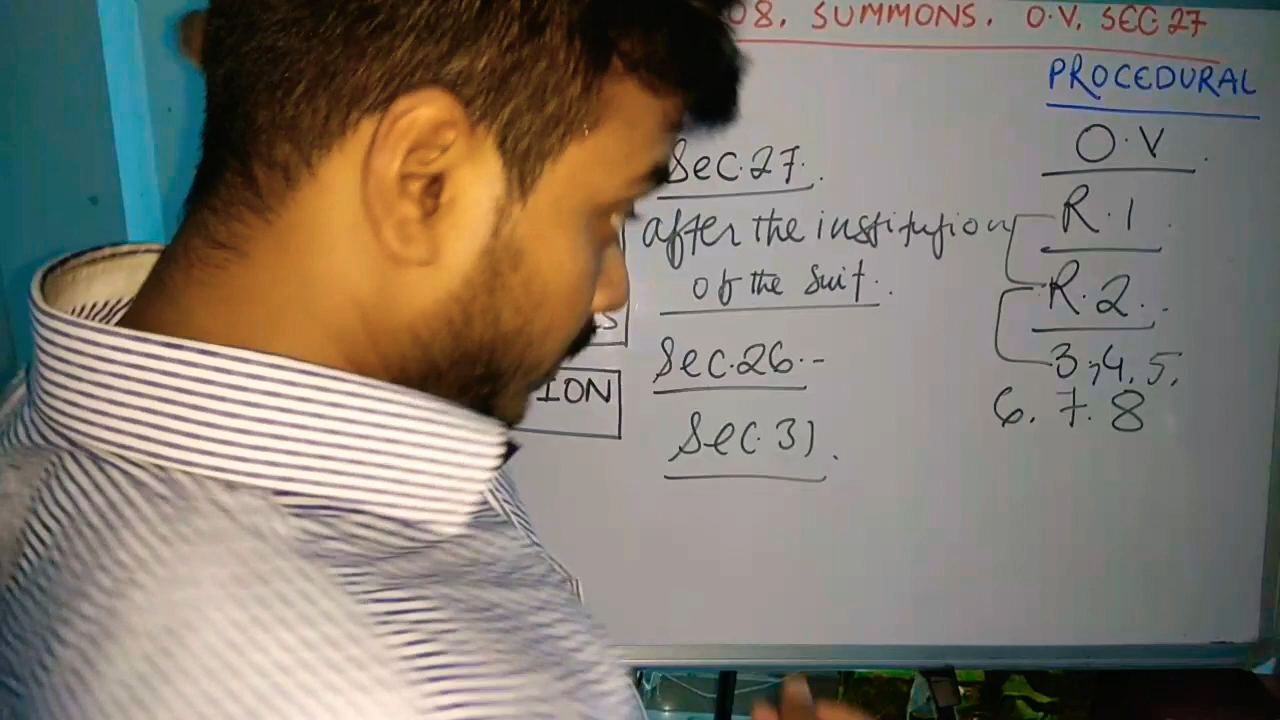 08. SUMMONS. O.V. SEC 27
PROCEDURAL
O.V.
Sec.27.
after the institution
of the Suit.
R.1.
R.2..
Sec.26.-
3,4,5,
6.7.8
ION
Sec.31.